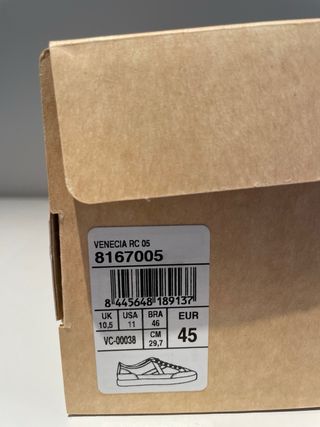 VENECIA RC 05
8167005
8 445648 189137
UK USA BRA EUR
10,5 11 46 45
VC-00038 CM 29,7